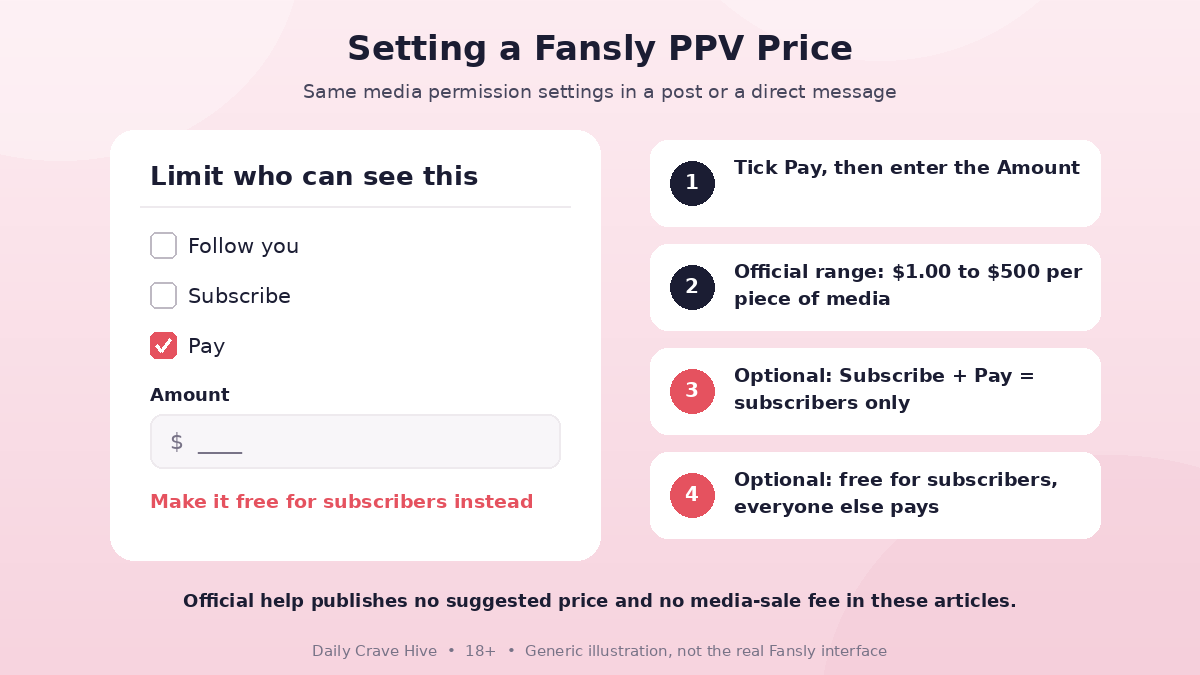 Setting a Fansly PPV Price
Same media permission settings in a post or a direct message
Limit who can see this
Follow you
Subscribe
Pay
Amount
$ ____
Make it free for subscribers instead
1
Tick Pay, then enter the Amount
2
Official range: $1.00 to $500 per
piece of media
3
Optional: Subscribe + Pay =
subscribers only
4
Optional: free for subscribers,
everyone else pays
Official help publishes no suggested price and no media-sale fee in these articles.
Daily Crave Hive • 18+ • Generic illustration, not the real Fansly interface